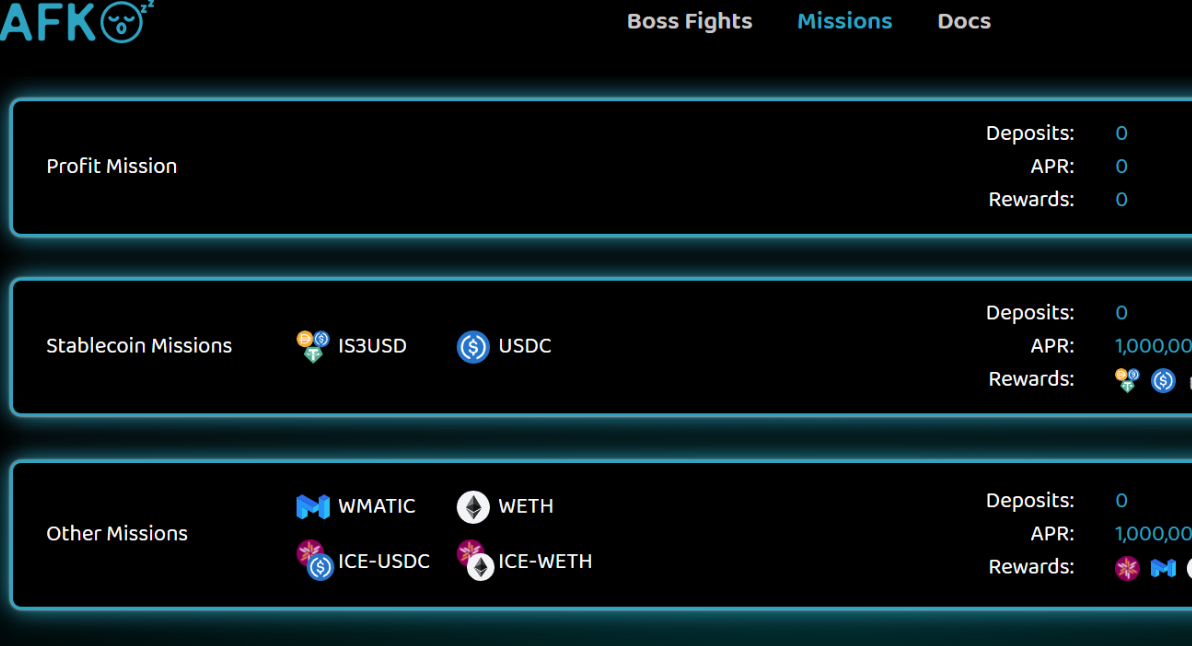 AFK zzz
Boss Fights Missions Docs
Profit Mission
Deposits: 0
APR: 0
Rewards: 0
Stablecoin Missions
IS3USD USDC
Deposits: 0
APR: 1,000,00
Rewards:
Other Missions
WMATIC WETH
ICE-USDC ICE-WETH
Deposits: 0
APR: 1,000,00
Rewards: